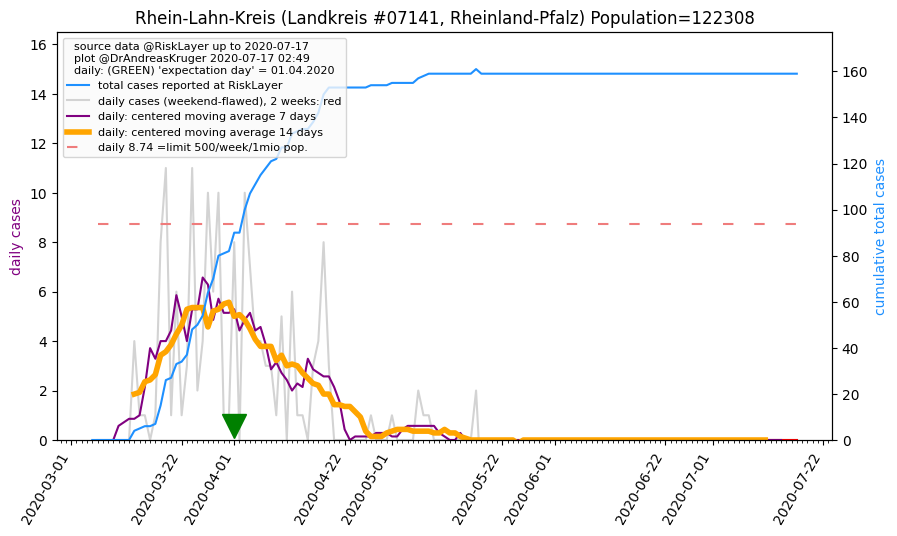 Rhein-Lahn-Kreis (Landkreis #07141, Rheinland-Pfalz) Population=122308
source data @RiskLayer up to 2020-07-17
plot @DrAndreasKruger 2020-07-17 02:49
daily: (GREEN) 'expectation day' = 01.04.2020
total cases reported at RiskLayer
daily cases (weekend-flawed), 2 weeks: red
daily: centered moving average 7 days
daily: centered moving average 14 days
daily 8.74 =limit 500/week/1mio pop.
daily cases
16
14
12
10
8
6
4
2
0
cumulative total cases
160
140
120
100
80
60
40
20
0
2020-03-01
2020-03-22
2020-04-01
2020-04-22
2020-05-01
2020-05-22
2020-06-01
2020-06-22
2020-07-01
2020-07-22